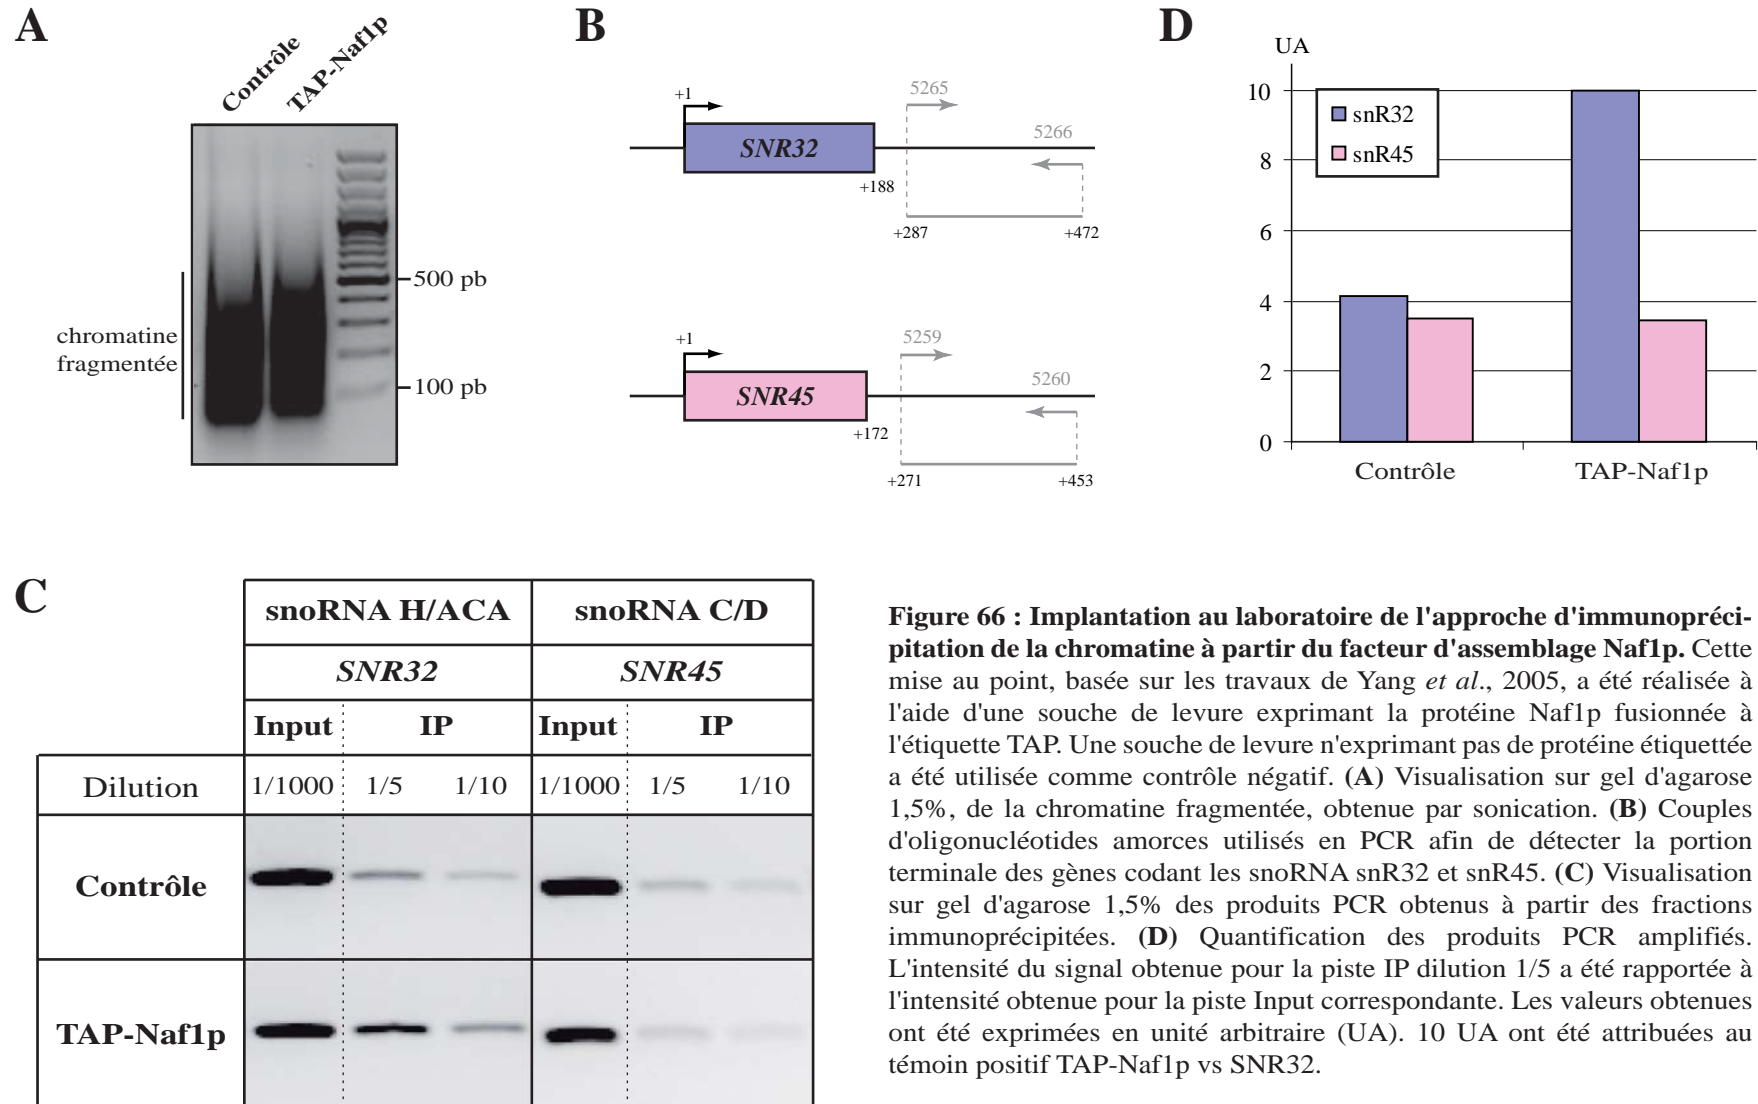 A
Contrôle
TAP-Naf1p
500 pb
chromatine
fragmentée
100 pb
B
+1
5265
5266
SNR32
+188
+287
+472
+1
5259
5260
SNR45
+172
+271
+453
D
UA
10
8
6
4
2
0
snR32
snR45
Contrôle
TAP-Naf1p
C
snoRNA H/ACA
snoRNA C/D
SNR32
SNR45
Input
IP
Input
IP
Dilution
1/1000
1/5
1/10
1/1000
1/5
1/10
Contrôle
TAP-Naf1p
Figure 66 : Implantation au laboratoire de l'approche d'immunopréci-
pitation de la chromatine à partir du facteur d'assemblage Naf1p. Cette
mise au point, basée sur les travaux de Yang et al., 2005, a été réalisée à
l'aide d'une souche de levure exprimant la protéine Naf1p fusionnée à
l'étiquette TAP. Une souche de levure n'exprimant pas de protéine étiquettée
a été utilisée comme contrôle négatif. (A) Visualisation sur gel d'agarose
1,5%, de la chromatine fragmentée, obtenue par sonication. (B) Couples
d'oligonucléotides amorces utilisés en PCR afin de détecter la portion
terminale des gènes codant les snoRNA snR32 et snR45. (C) Visualisation
sur gel d'agarose 1,5% des produits PCR obtenus à partir des fractions
immunoprécipitées. (D) Quantification des produits PCR amplifiés.
L'intensité du signal obtenue pour la piste IP dilution 1/5 a été rapportée à
l'intensité obtenue pour la piste Input correspondante. Les valeurs obtenues
ont été exprimées en unité arbitraire (UA). 10 UA ont été attribuées au
témoin positif TAP-Naf1p vs SNR32.